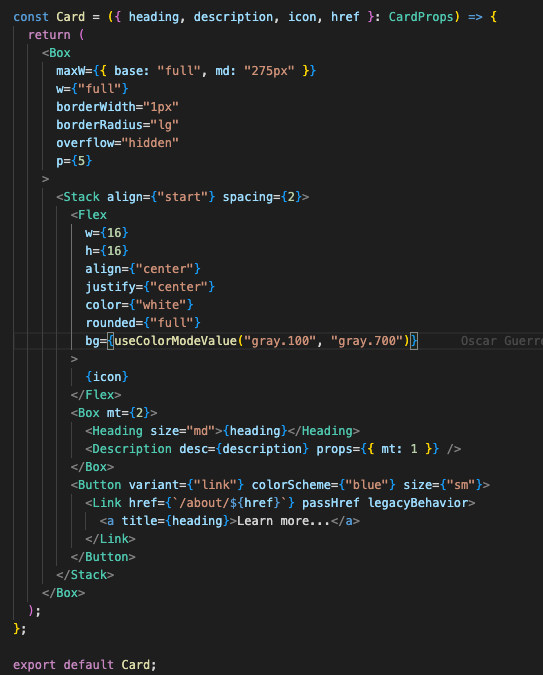 const Card = ({ heading, description, icon, href }: CardProps) => {
  return (
    <Box
      maxW={{ base: "full", md: "275px" }}
      w={"full"}
      borderWidth="1px"
      borderRadius="lg"
      overflow="hidden"
      p={5}
    >
      <Stack align={"start"} spacing={2}>
        <Flex
          w={16}
          h={16}
          align={"center"}
          justify={"center"}
          color={"white"}
          rounded={"full"}
          bg={useColorModeValue("gray.100", "gray.700")} Oscar
        >
          {icon}
        </Flex>
        <Box mt={2}>
          <Heading size="md">{heading}</Heading>
          <Description desc={description} props={{ mt: 1 }} />
        </Box>
        <Button variant={"link"} colorScheme={"blue"} size={"sm"}>
          <Link href={`/about/${href}`} passHref legacyBehavior>
            <a title={heading}>Learn more...</a>
          </Link>
        </Button>
      </Stack>
    </Box>
  );
};
export default Card;